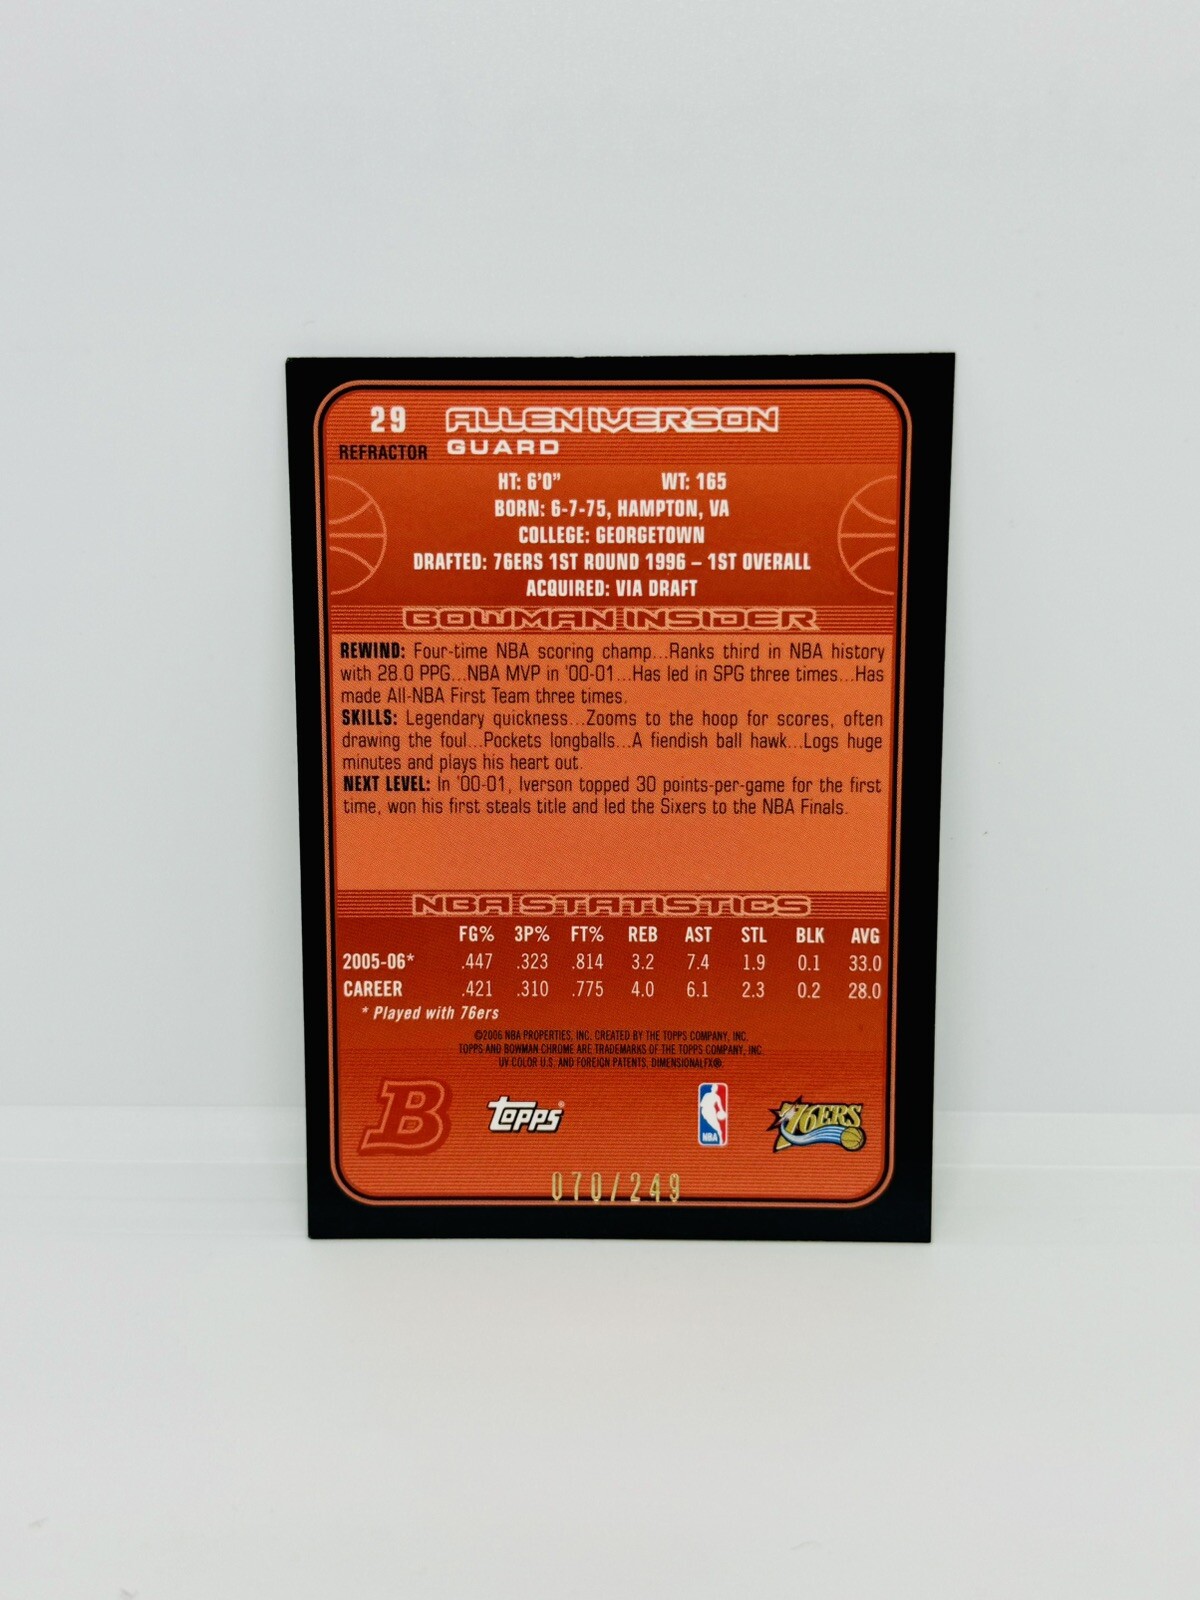 29 ALLEN IVERSON
REFRACTOR GUARD
HT: 6'0" WT: 165
BORN: 6-7-75, HAMPTON, VA
COLLEGE: GEORGETOWN
DRAFTED: 76ERS 1ST ROUND 1996 – 1ST OVERALL
ACQUIRED: VIA DRAFT
BOWMAN INSIDER
REWIND: Four-time NBA scoring champ...Ranks third in NBA history
with 28.0 PPG...NBA MVP in '00-01...Has led in SPG three times...Has
made All-NBA First Team three times.
SKILLS: Legendary quickness...Zooms to the hoop for scores, often
drawing the foul...Pockets longballs...A fiendish ball hawk...Logs huge
minutes and plays his heart out.
NEXT LEVEL: In '00-01, Iverson topped 30 points-per-game for the first
time, won his first steals title and led the Sixers to the NBA Finals.
NBA STATISTICS
FG% 3P% FT% REB AST STL BLK AVG
2005-06* .447 .323 .814 3.2 7.4 1.9 0.1 33.0
CAREER .421 .310 .775 4.0 6.1 2.3 0.2 28.0
* Played with 76ers
©2006 NBA PROPERTIES, INC. CREATED BY THE TOPPS COMPANY, INC.
TOPPS AND BOWMAN CHROME ARE TRADEMARKS OF THE TOPPS COMPANY, INC.
UV COLOR U.S. AND FOREIGN PATENTS, DIMENSIONALFX®.
B topps® NBA 76ERS
070/249